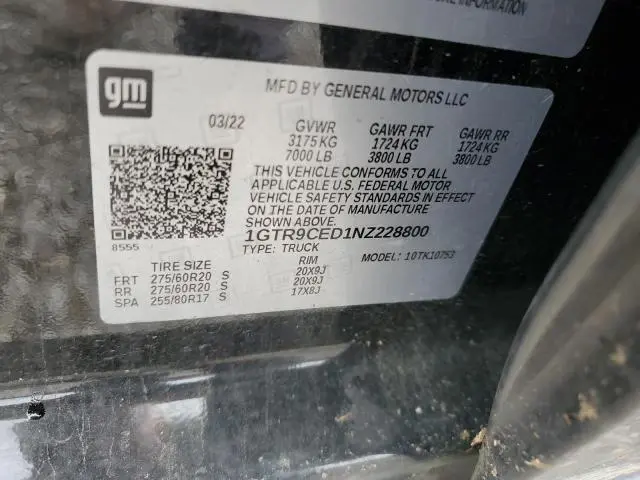 INFORMATION
gm
MFD BY GENERAL MOTORS LLC
03/22 GVWR GAWR FRT GAWR RR
3175 KG 1724 KG 1724 KG
7000 LB 3800 LB 3800 LB
THIS VEHICLE CONFORMS TO ALL
APPLICABLE U.S. FEDERAL MOTOR
VEHICLE SAFETY STANDARDS IN EFFECT
ON THE DATE OF MANUFACTURE
SHOWN ABOVE.
8555
1GTR9CED1NZ228800
TYPE: TRUCK MODEL: 10TK10753
TIRE SIZE RIM
FRT 275/60R20 S 20X9J
RR 275/60R20 S 20X9J
SPA 255/80R17 S 17X8J